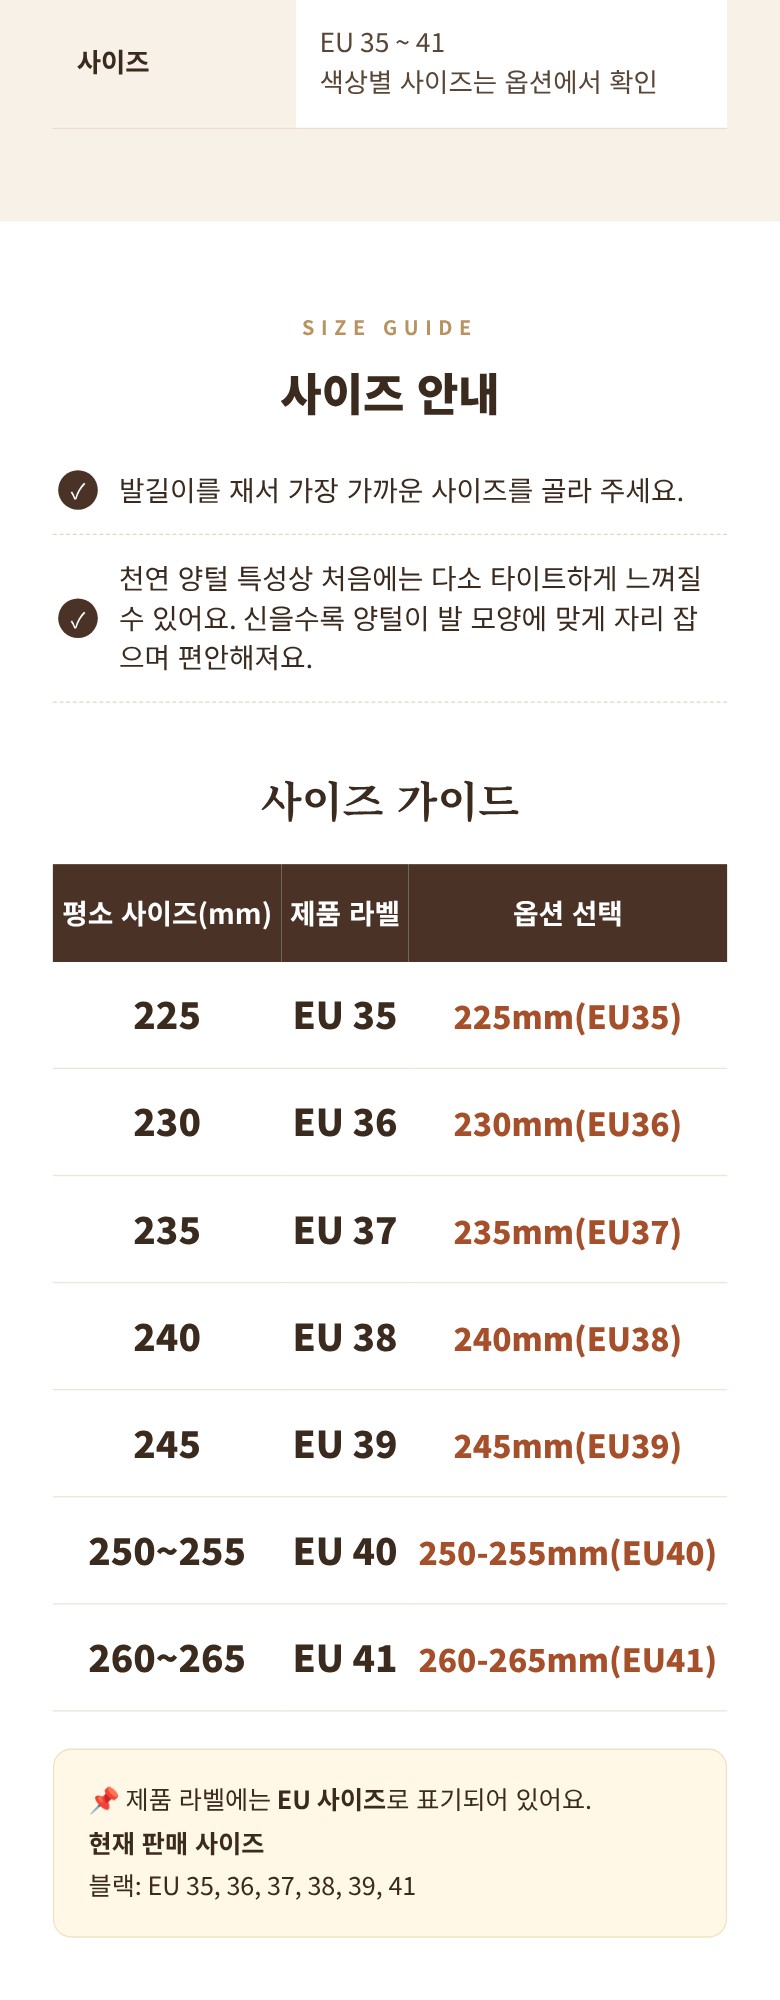 사이즈
EU 35 ~ 41
색상별 사이즈는 옵션에서 확인
SIZE GUIDE
사이즈 안내
✓ 발길이를 재서 가장 가까운 사이즈를 골라 주세요.
✓ 천연 양털 특성상 처음에는 다소 타이트하게 느껴질
수 있어요. 신을수록 양털이 발 모양에 맞게 자리 잡
으며 편안해져요.
사이즈 가이드
평소 사이즈(mm) 제품 라벨 옵션 선택
225 EU 35 225mm(EU35)
230 EU 36 230mm(EU36)
235 EU 37 235mm(EU37)
240 EU 38 240mm(EU38)
245 EU 39 245mm(EU39)
250~255 EU 40 250-255mm(EU40)
260~265 EU 41 260-265mm(EU41)
📌 제품 라벨에는 EU 사이즈로 표기되어 있어요.
현재 판매 사이즈
블랙: EU 35, 36, 37, 38, 39, 41